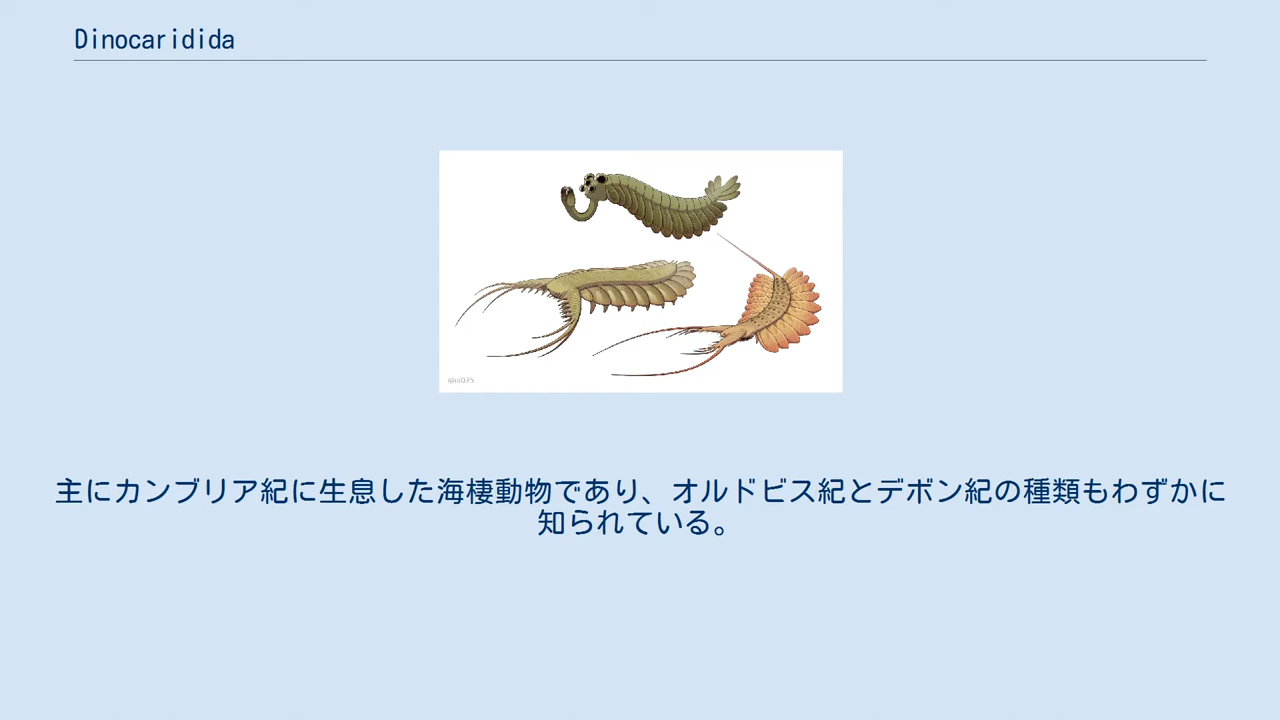 Dinocaridida
主にカンブリア紀に生息した海棲動物であり、オルドビス紀とデボン紀の種類もわずかに
知られている。